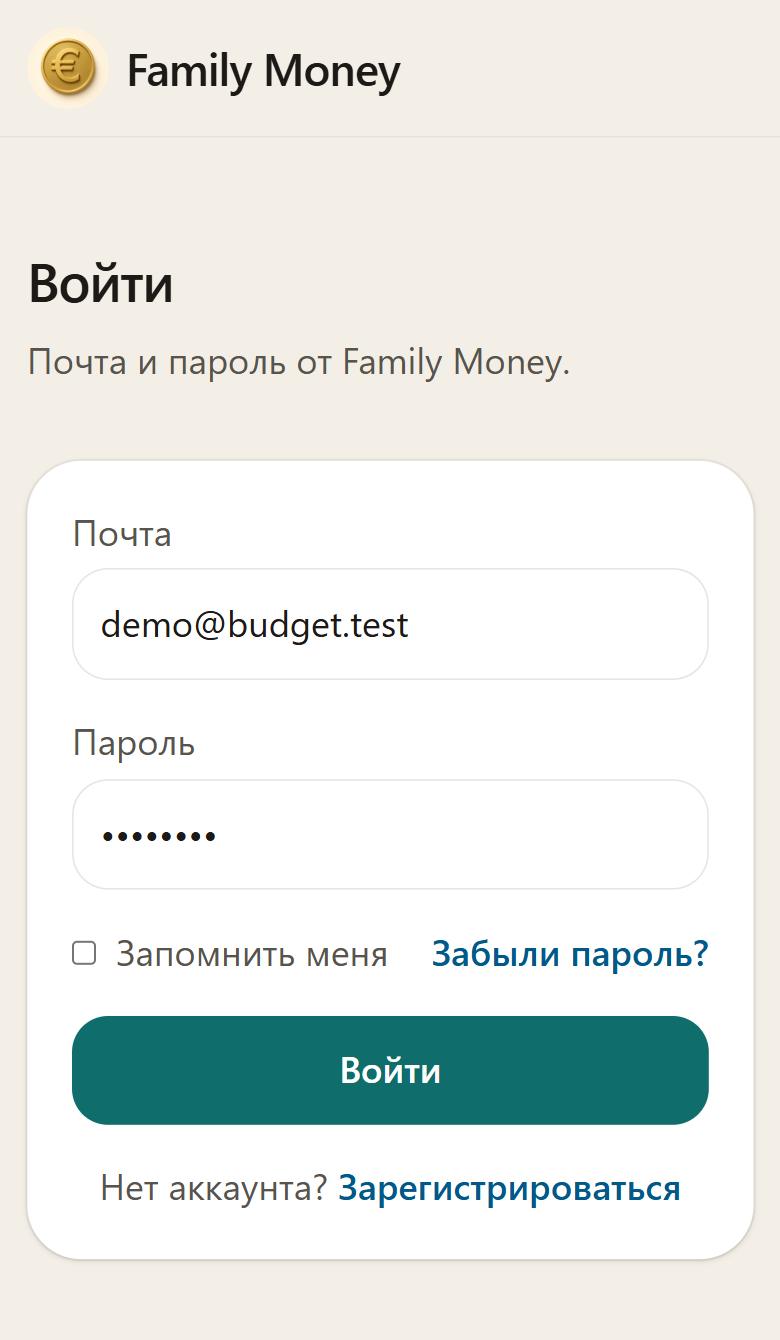 € Family Money
Войти
Почта и пароль от Family Money.
Почта
demo@budget.test
Пароль
••••••••
Запомнить меня Забыли пароль?
Войти
Нет аккаунта? Зарегистрироваться